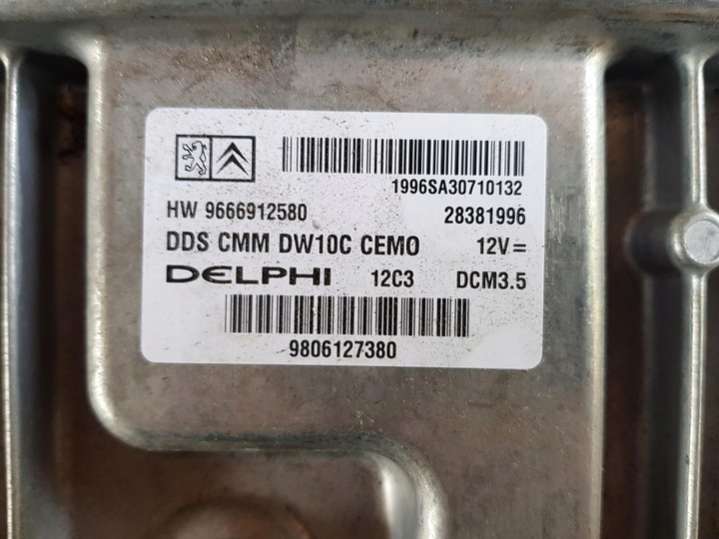 1996SA30710132
HW 9666912580 28381996
DDS CMM DW10C CEMO 12V=
DELPHI 12C3 DCM3.5
9806127380